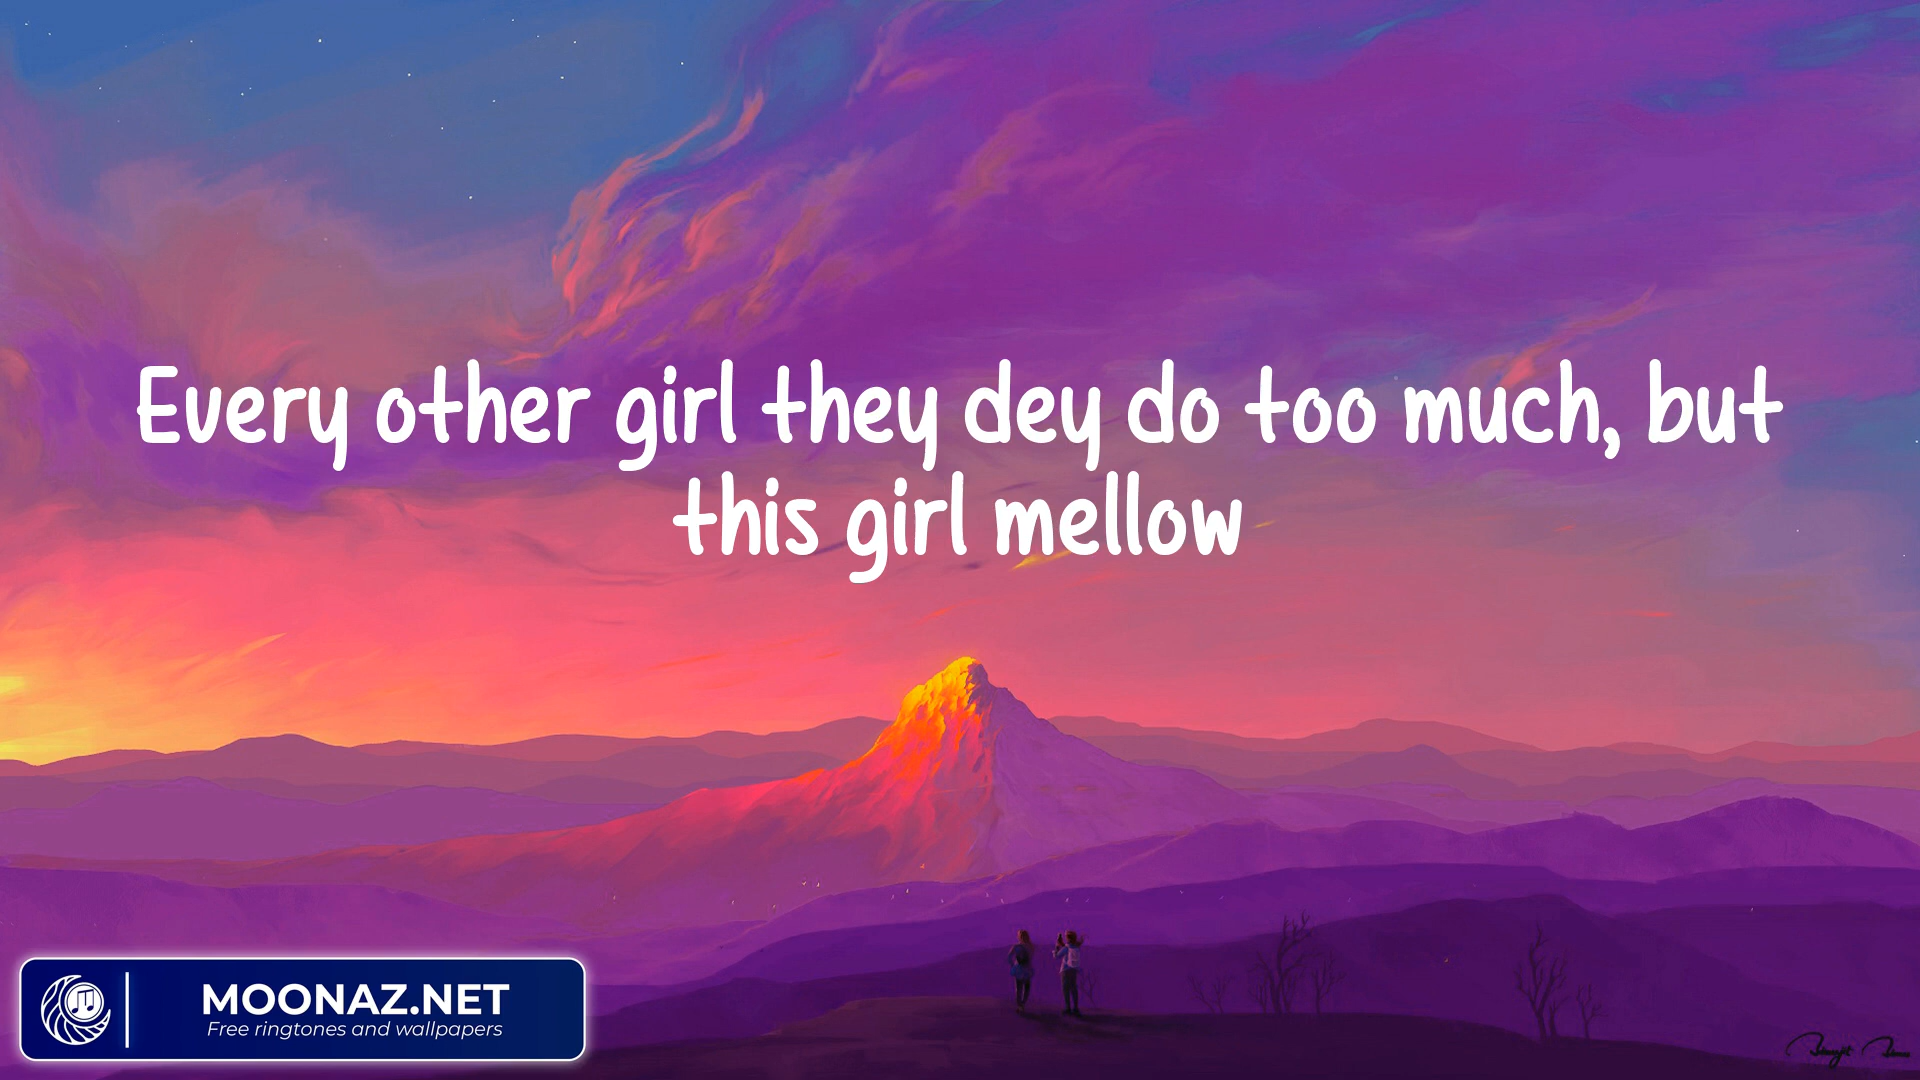 Every other girl they dey do too much, but
this girl mellow
MOONAZ.NET
Free ringtones and wallpapers